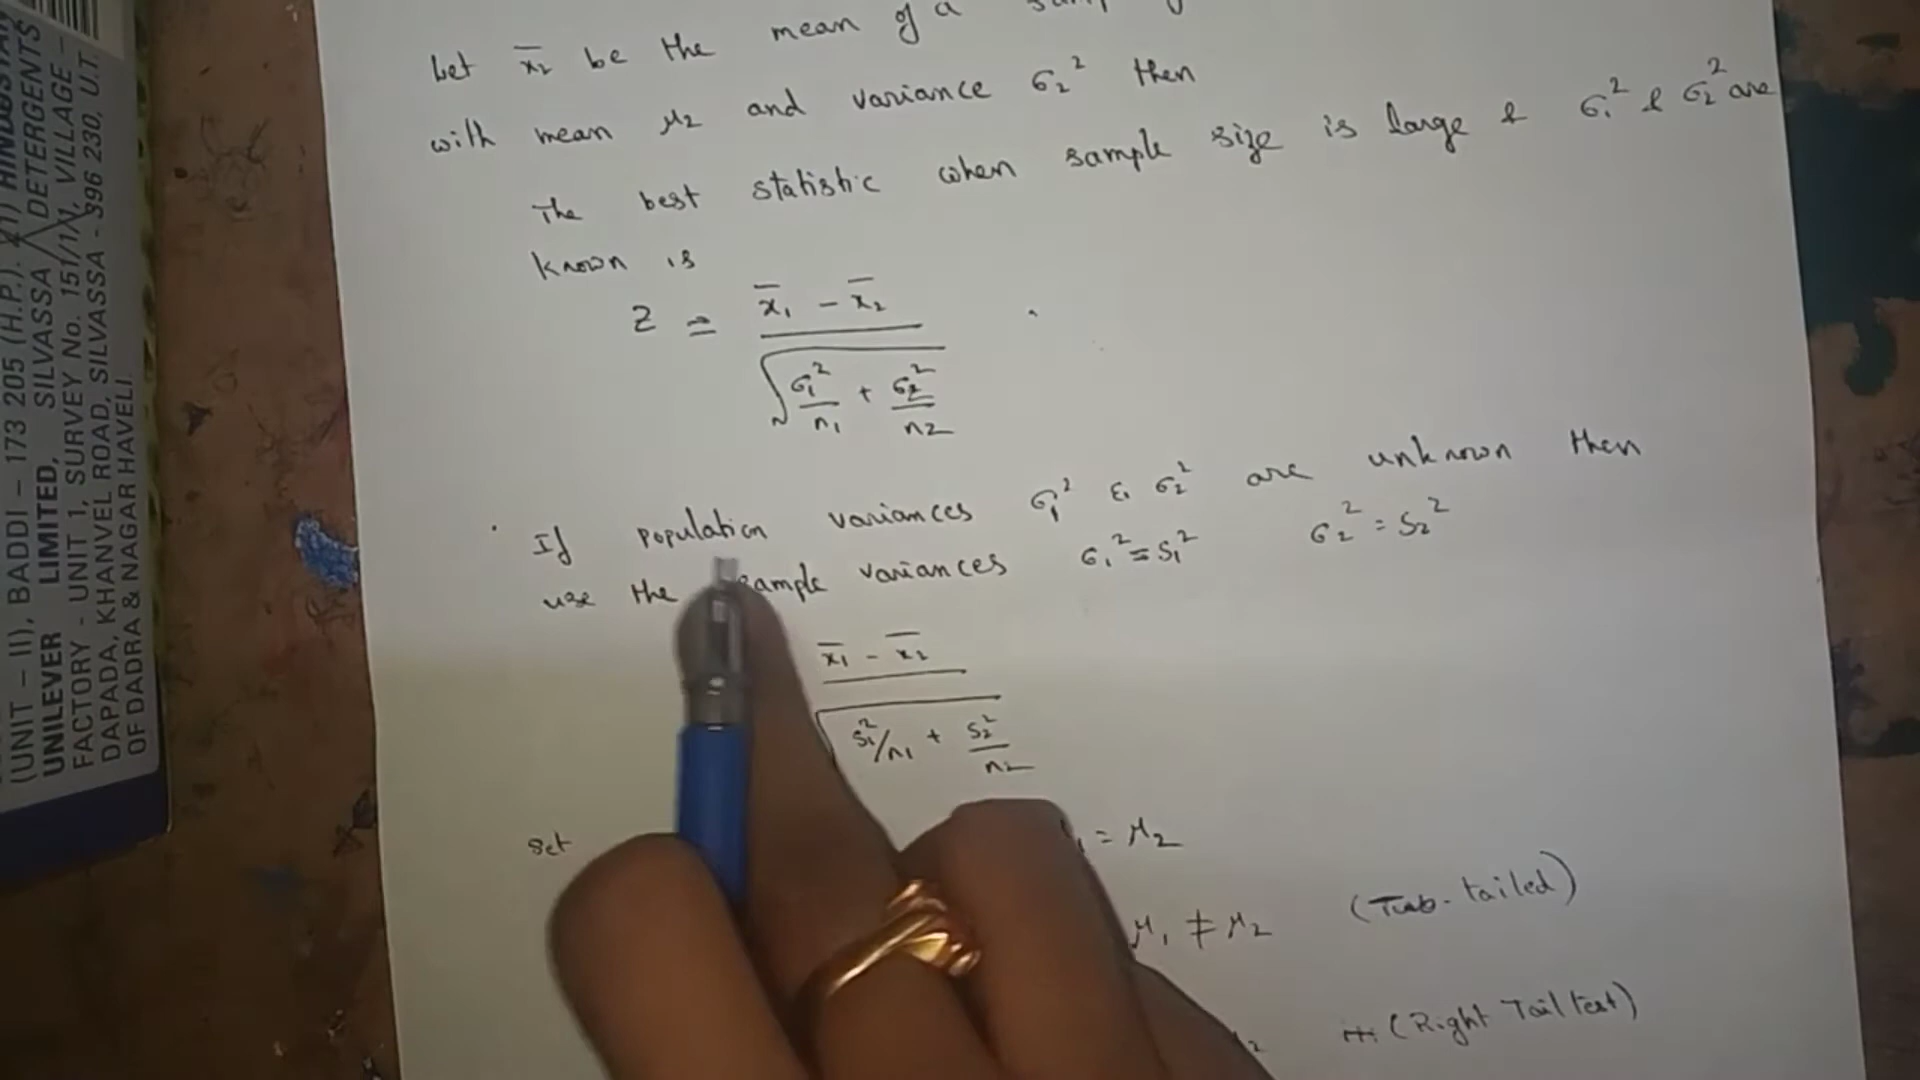 Let x̄₂ be the mean of a
with mean μ₂ and variance σ₂² then
The best statistic when sample size is large & σ₁² & σ₂² are
known is
Z = x̄₁ - x̄₂ / √(σ₁²/n₁ + σ₂²/n₂)
If population variances σ₁² & σ₂² are unknown then
use the sample variances σ₁² = S₁² σ₂² = S₂²
x̄₁ - x̄₂ / √(S₁²/n₁ + S₂²/n₂)
Set = μ₂
μ₁ ≠ μ₂ (Two-tailed)
(Right Tail test)
(UNIT – II), BADDI – 173 205 (H.P.).
UNILEVER LIMITED, SILVASSA DETERGENTS
FACTORY - UNIT 1, SURVEY No. 151/1/1, VILLAGE -
DAPADA, KHANVEL ROAD, SILVASSA - 396 230, U.T
OF DADRA & NAGAR HAVELI